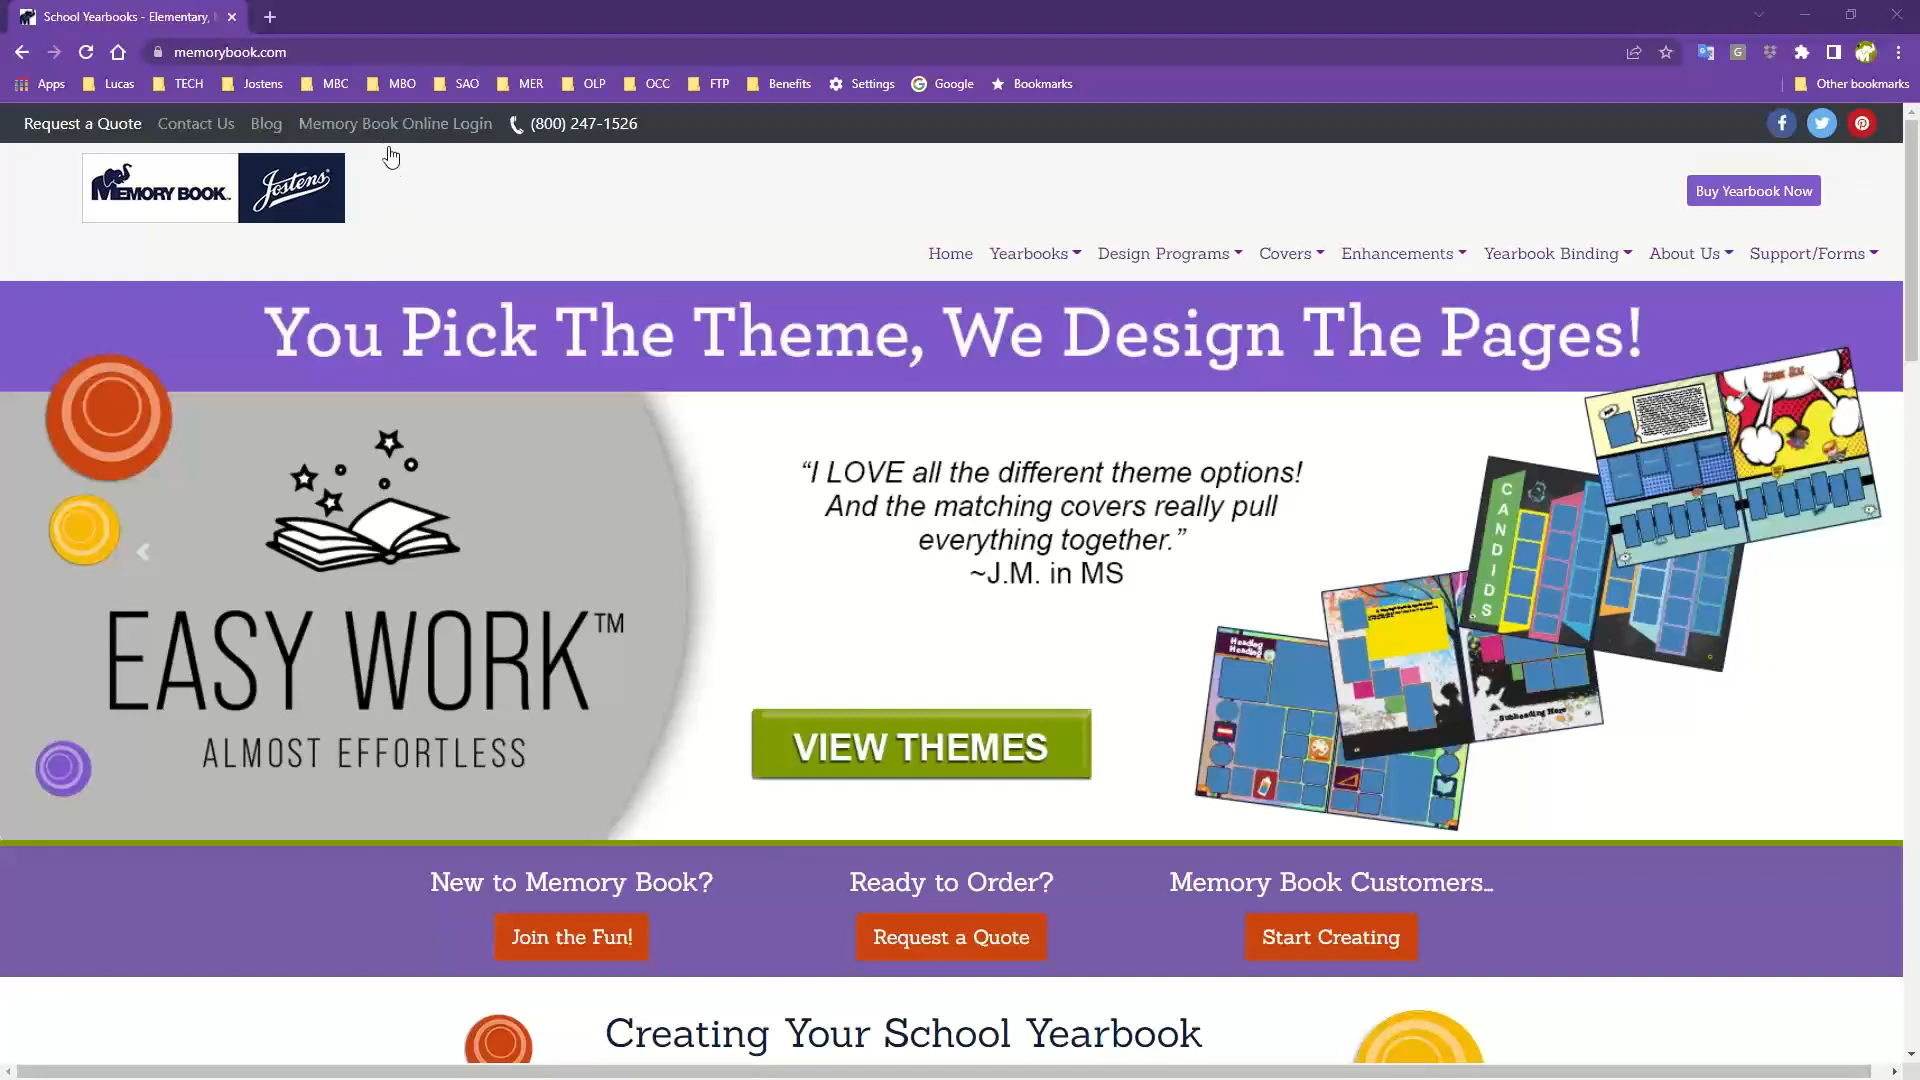 School Yearbooks - Elementary,
memorybook.com
Apps Lucas TECH Jostens MBC MBO SAO MER OLP OCC FTP Benefits Settings Google Bookmarks Other bookmarks
Request a Quote Contact Us Blog Memory Book Online Login (800) 247-1526
MEMORY BOOK™ Jostens®
Buy Yearbook Now
Home Yearbooks Design Programs Covers Enhancements Yearbook Binding About Us Support/Forms
You Pick The Theme, We Design The Pages!
“I LOVE all the different theme options!
And the matching covers really pull
everything together.”
~J.M. in MS
EASY WORK™
ALMOST EFFORTLESS
VIEW THEMES
CANDIDS
Heading
Heading
Subheading Here
New to Memory Book? Ready to Order? Memory Book Customers...
Join the Fun! Request a Quote Start Creating
Creating Your School Yearbook